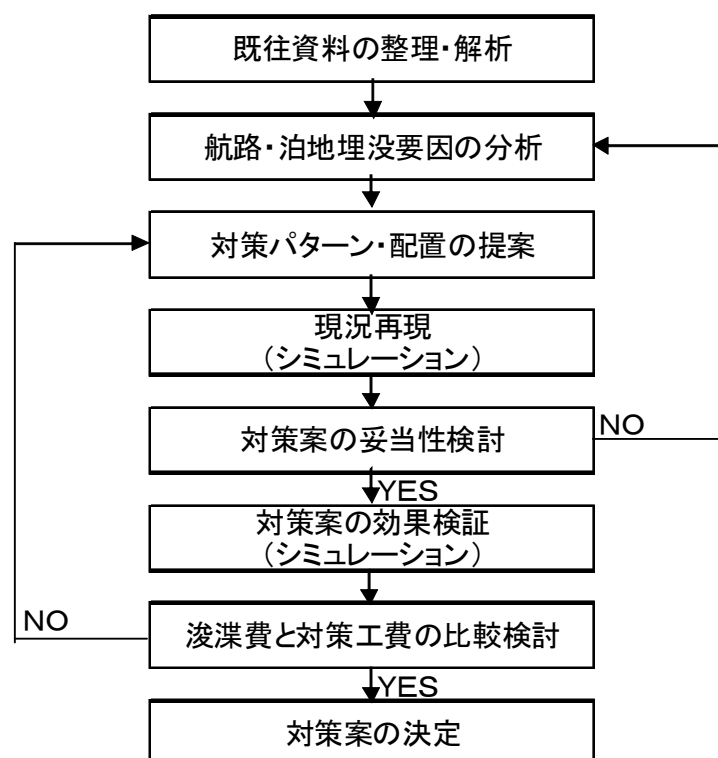 既往資料の整理・解析
航路・泊地埋没要因の分析
対策パターン・配置の提案
現況再現
(シミュレーション)
対策案の妥当性検討
NO
YES
対策案の効果検証
(シミュレーション)
NO
浚渫費と対策工費の比較検討
YES
対策案の決定